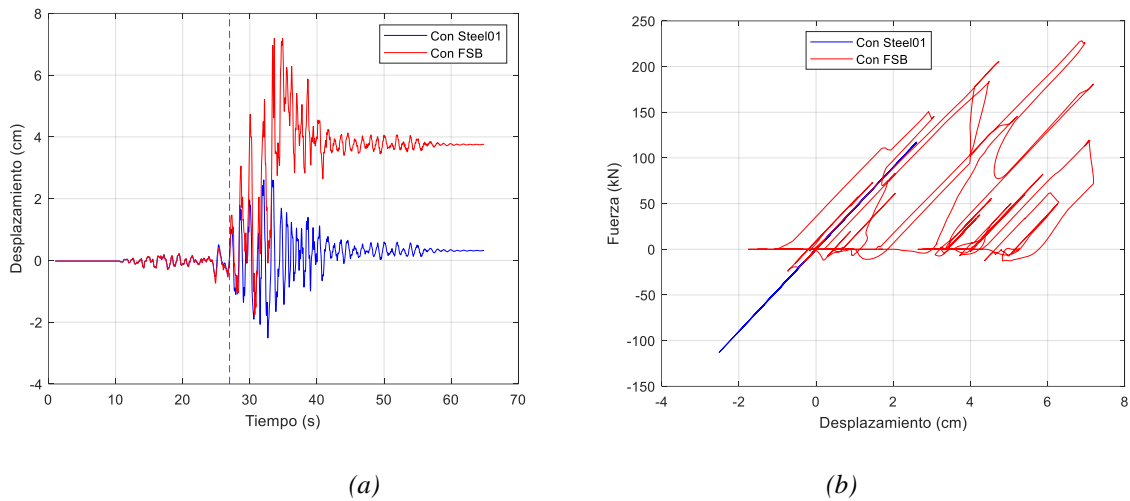 8
6
4
2
0
-2
-4
Desplazamiento (cm)
Con Steel01
Con FSB
0 10 20 30 40 50 60 70
Tiempo (s)
(a)
250
200
150
100
50
0
-50
-100
-150
Fuerza (kN)
Con Steel01
Con FSB
-4 -2 0 2 4 6 8
Desplazamiento (cm)
(b)